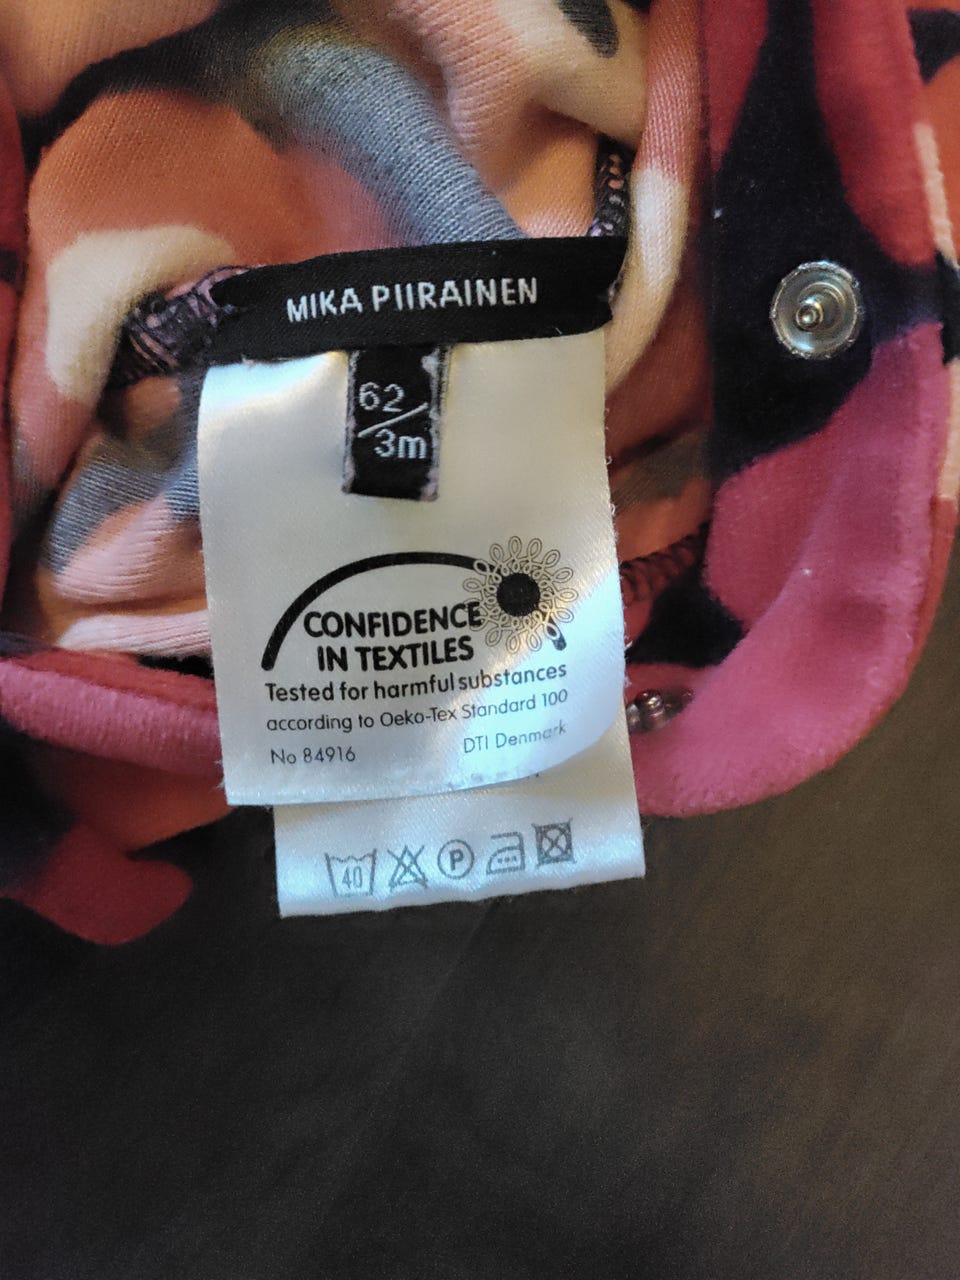 MIKA PIIRAINEN
62/
3m
CONFIDENCE
IN TEXTILES
Tested for harmful substances
according to Oeko-Tex Standard 100
No 84916 DTI Denmark
40
P